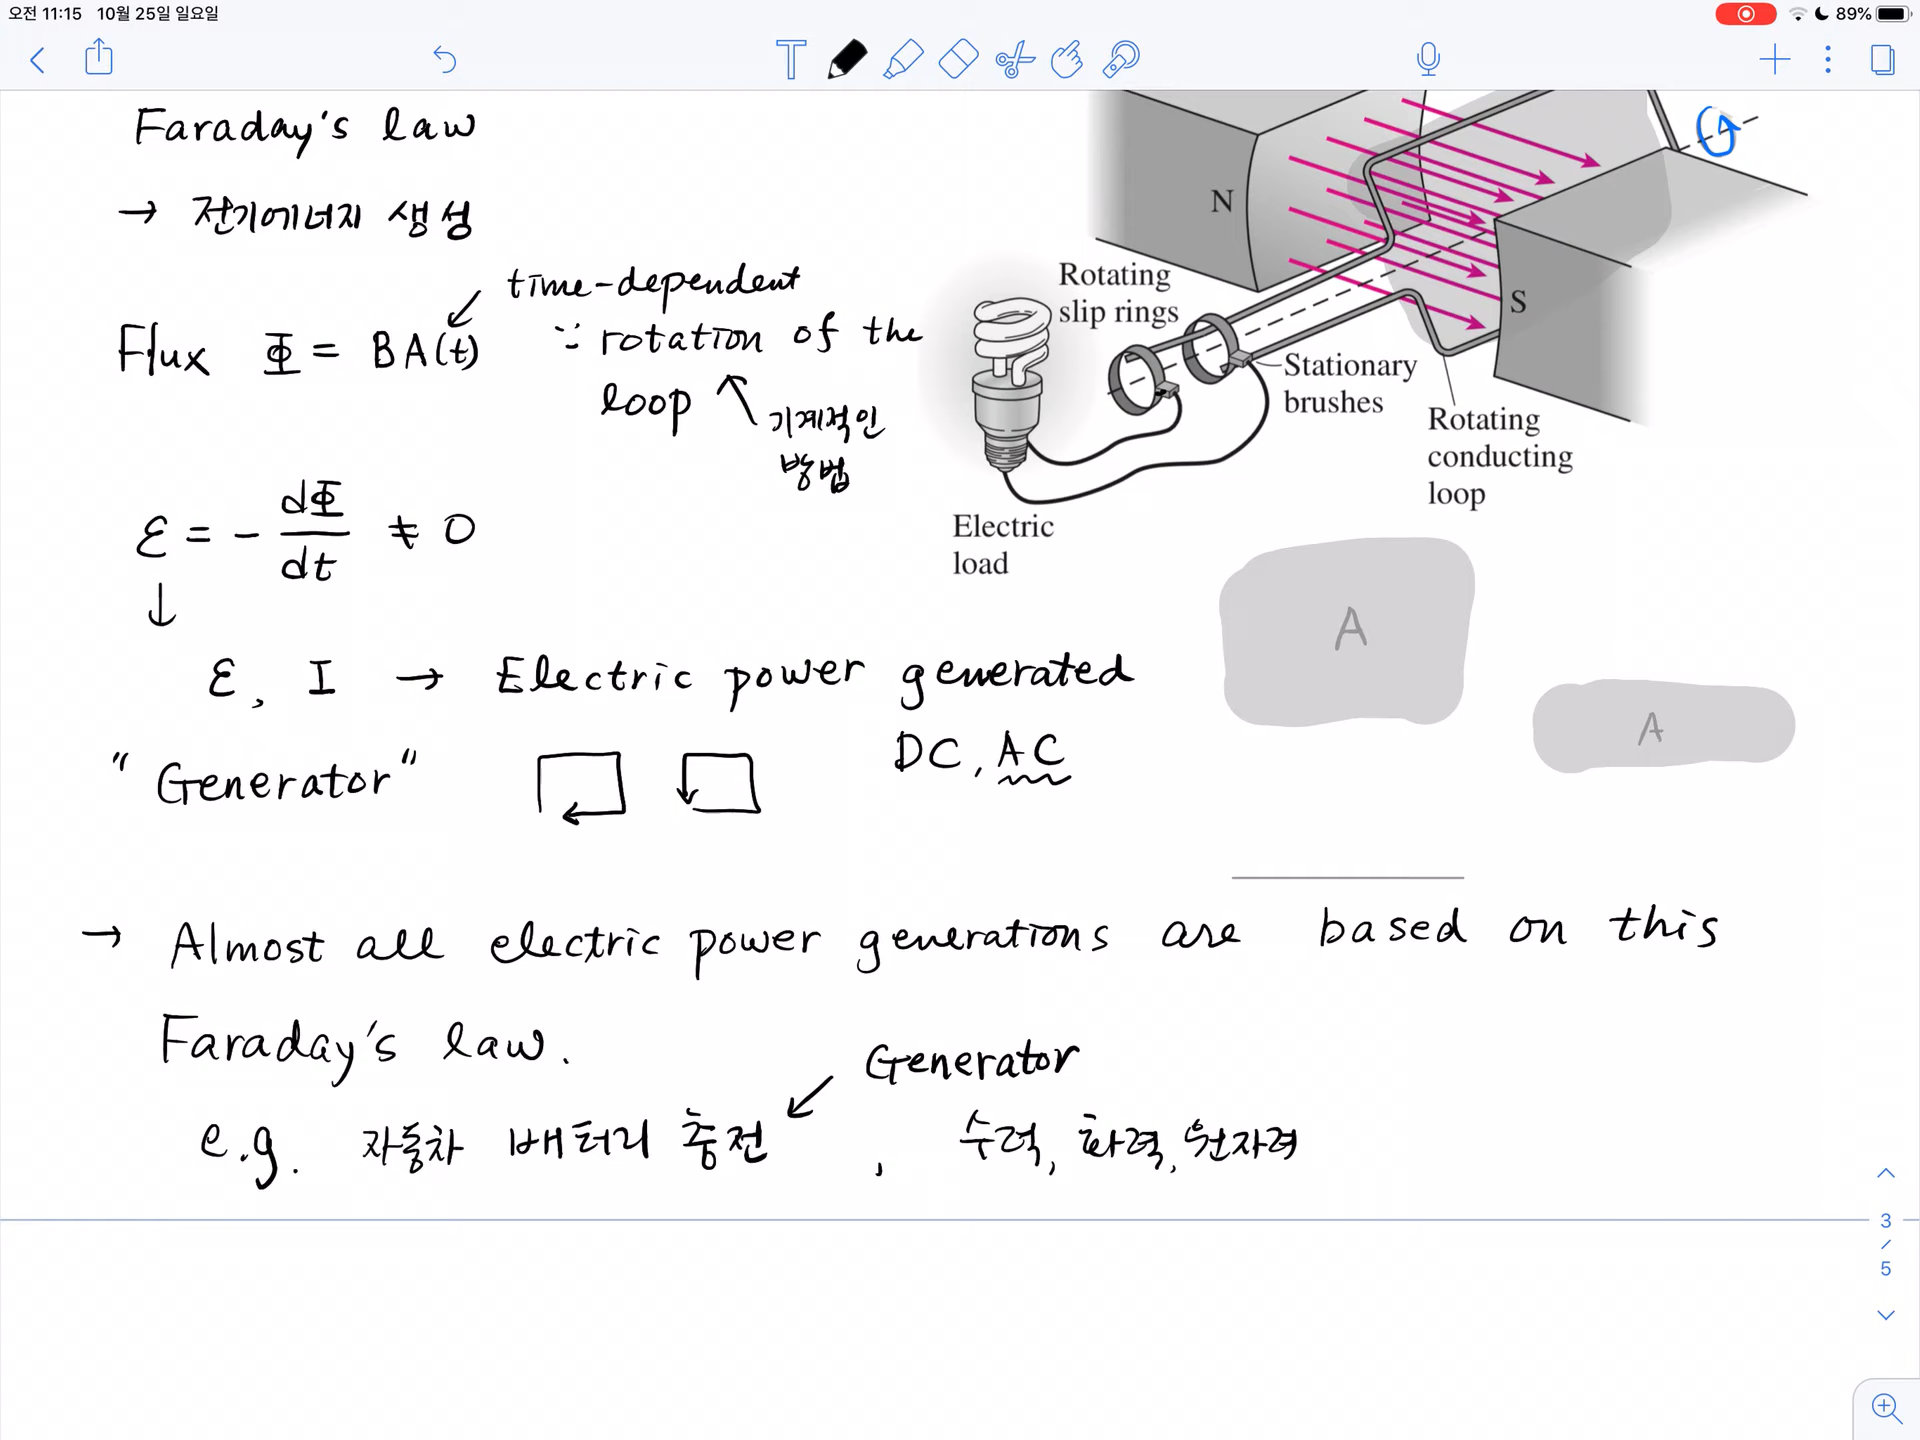 오전 11:15 10월 25일 일요일
89%
Faraday's law
→ 전기에너지 생성
time-dependent
Flux Φ = BA(t) ∵ rotation of the
loop
기계적인
방법
ℰ = - dΦ/dt ≠ 0
↓
ℰ, I → Electric power generated
DC, AC
"Generator"
N
S
Rotating
slip rings
Stationary
brushes
Rotating
conducting
loop
Electric
load
A
A
→ Almost all electric power generations are based on this
Faraday's law.
Generator
e.g. 자동차 배터리 충전, 수력, 화력, 원자력
3
/
5